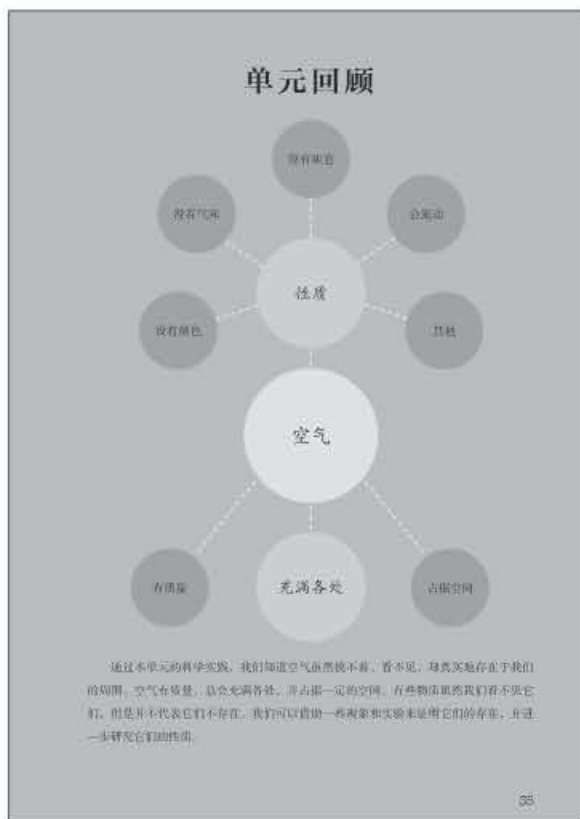 单元回顾
没有味道
没有气味
会流动
性质
没有颜色
其他
空气
有质量
充满各处
占据空间
通过本单元的科学实践，我们知道空气虽然摸不着、看不见，却真实地存在于我们
的周围。空气有质量，总会充满各处，并占据一定的空间。有些物质虽然我们看不见它
们，但是并不代表它们不存在，我们可以借助一些现象和实验来证明它们的存在，并进
一步研究它们的性质。
35